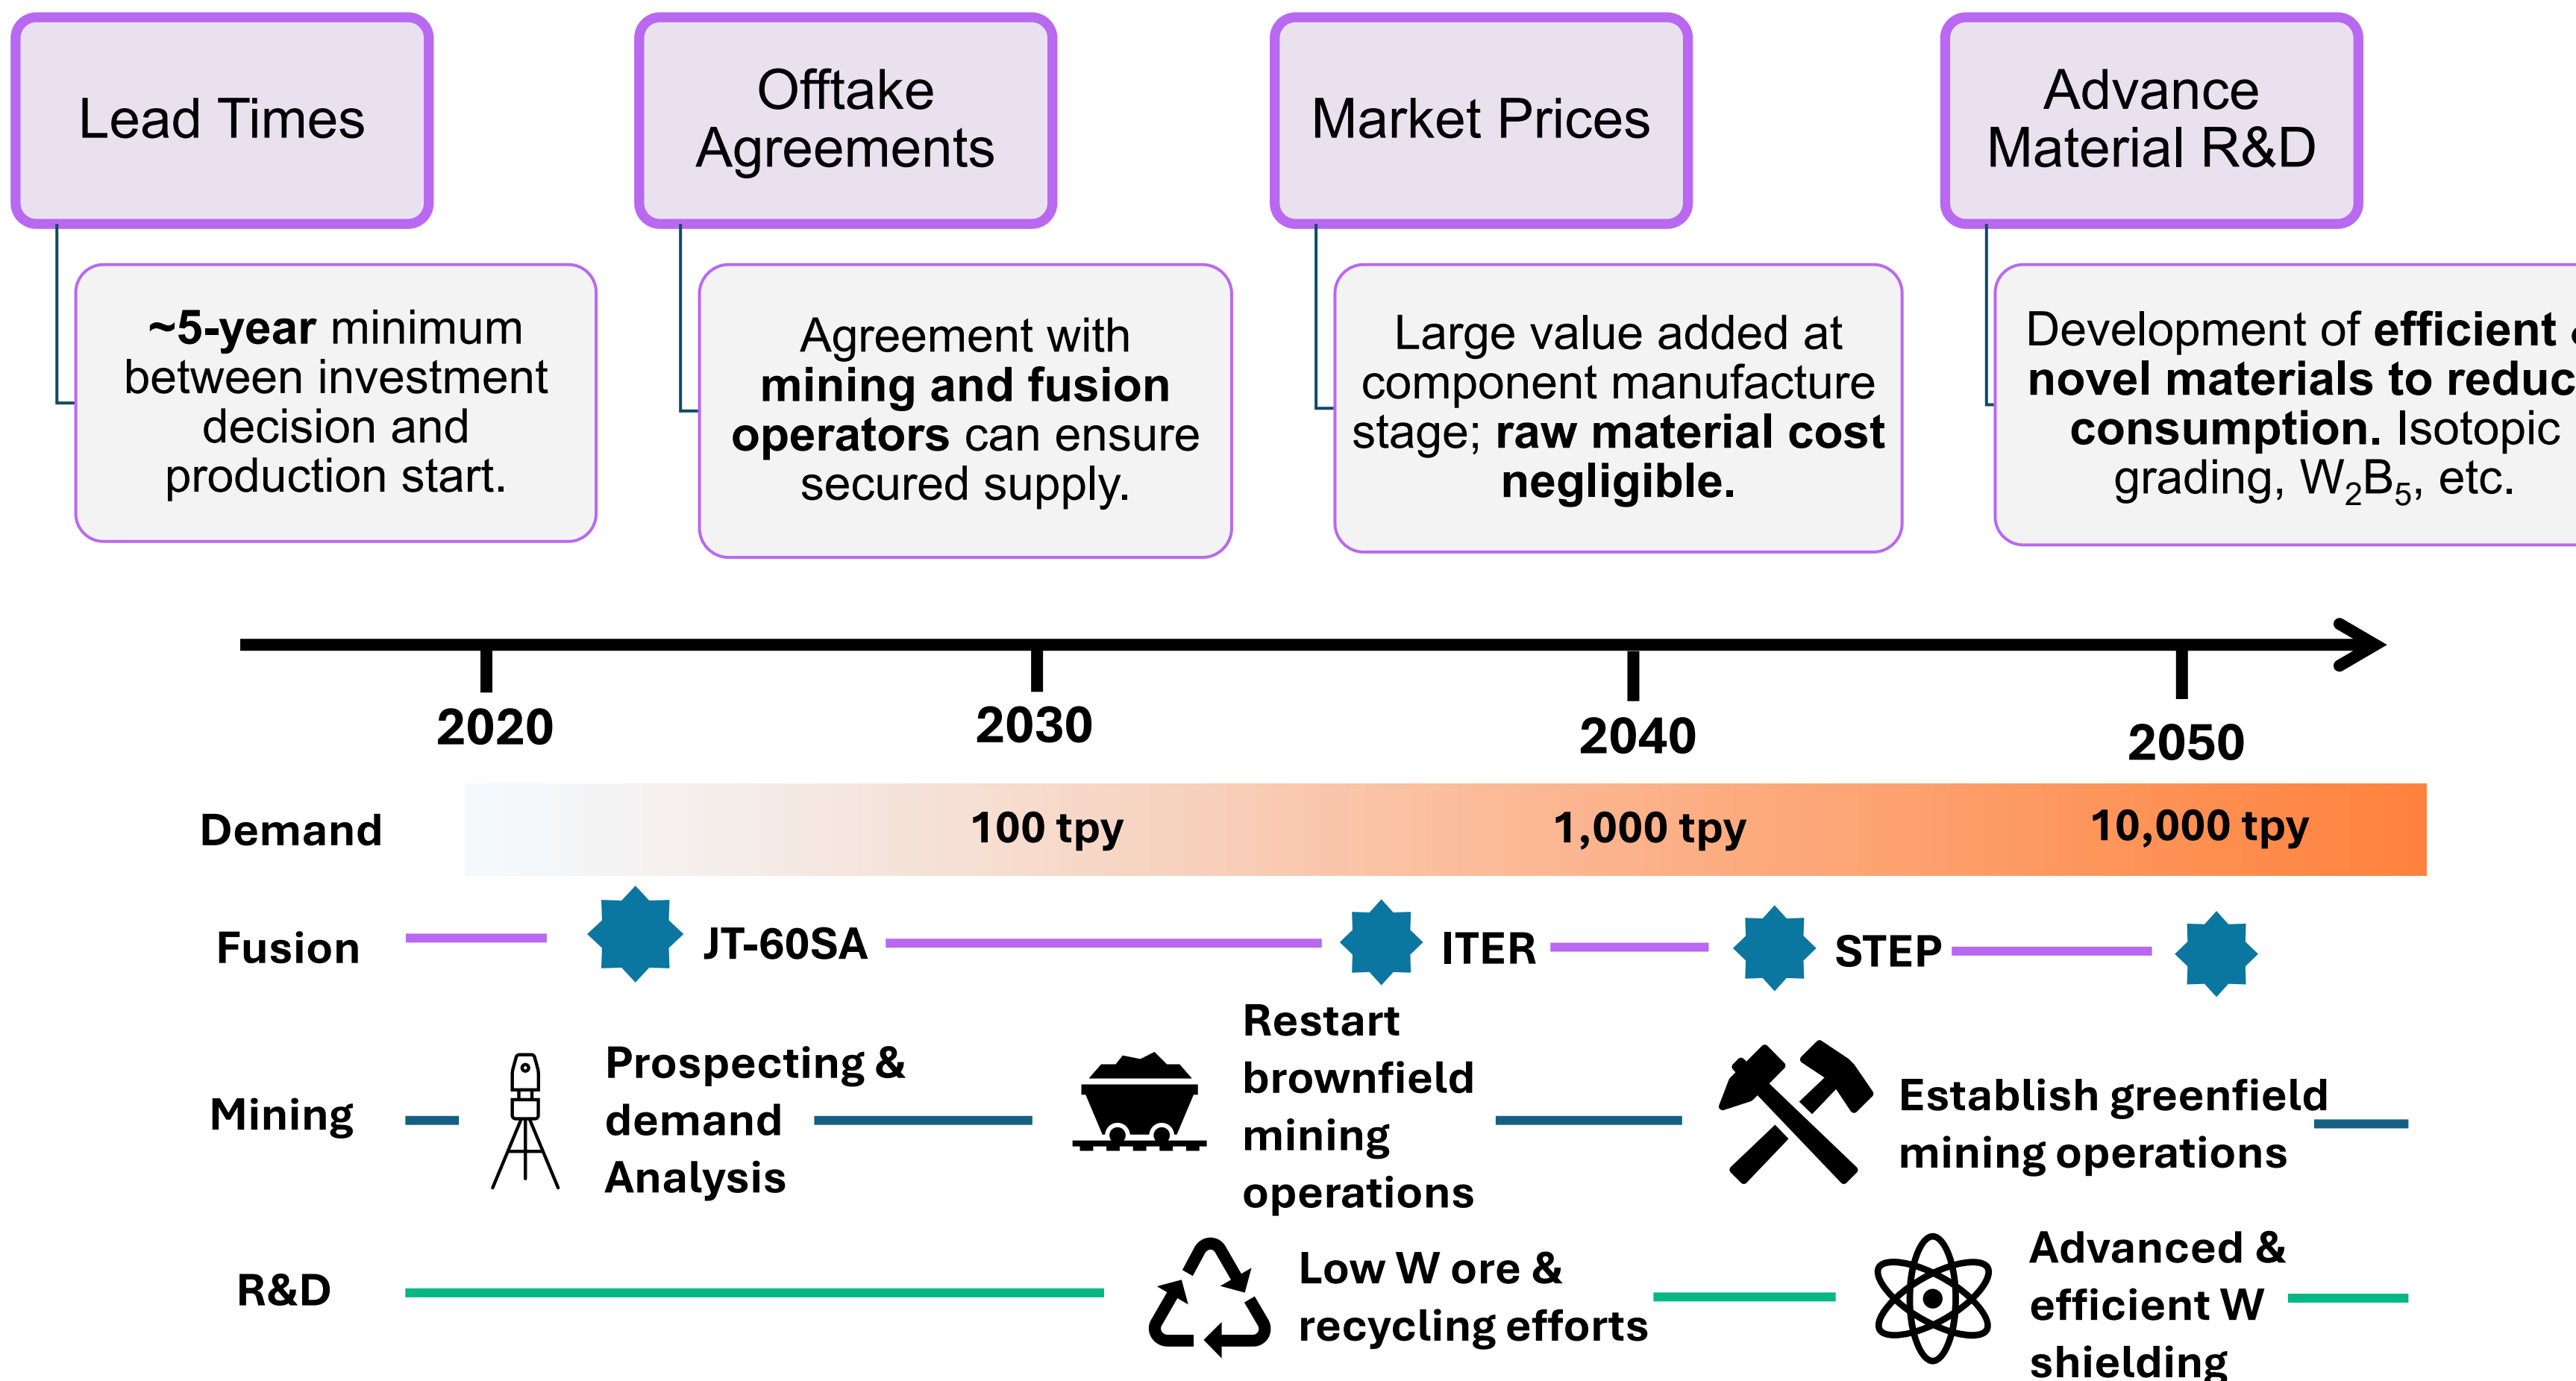 Lead Times
Offtake
Agreements
Market Prices
Advance
Material R&D
~5-year minimum
between investment
decision and
production start.
Agreement with
mining and fusion
operators can ensure
secured supply.
Large value added at
component manufacture
stage; raw material cost
negligible.
Development of efficient
novel materials to reduc
consumption. Isotopic
grading, W₂B₅, etc.
2020
2030
2040
2050
Demand
100 tpy
1,000 tpy
10,000 tpy
Fusion
JT-60SA
ITER
STEP
Mining
Prospecting &
demand
Analysis
Restart
brownfield
mining
operations
Establish greenfield
mining operations
R&D
Low W ore &
recycling efforts
Advanced &
efficient W
shielding